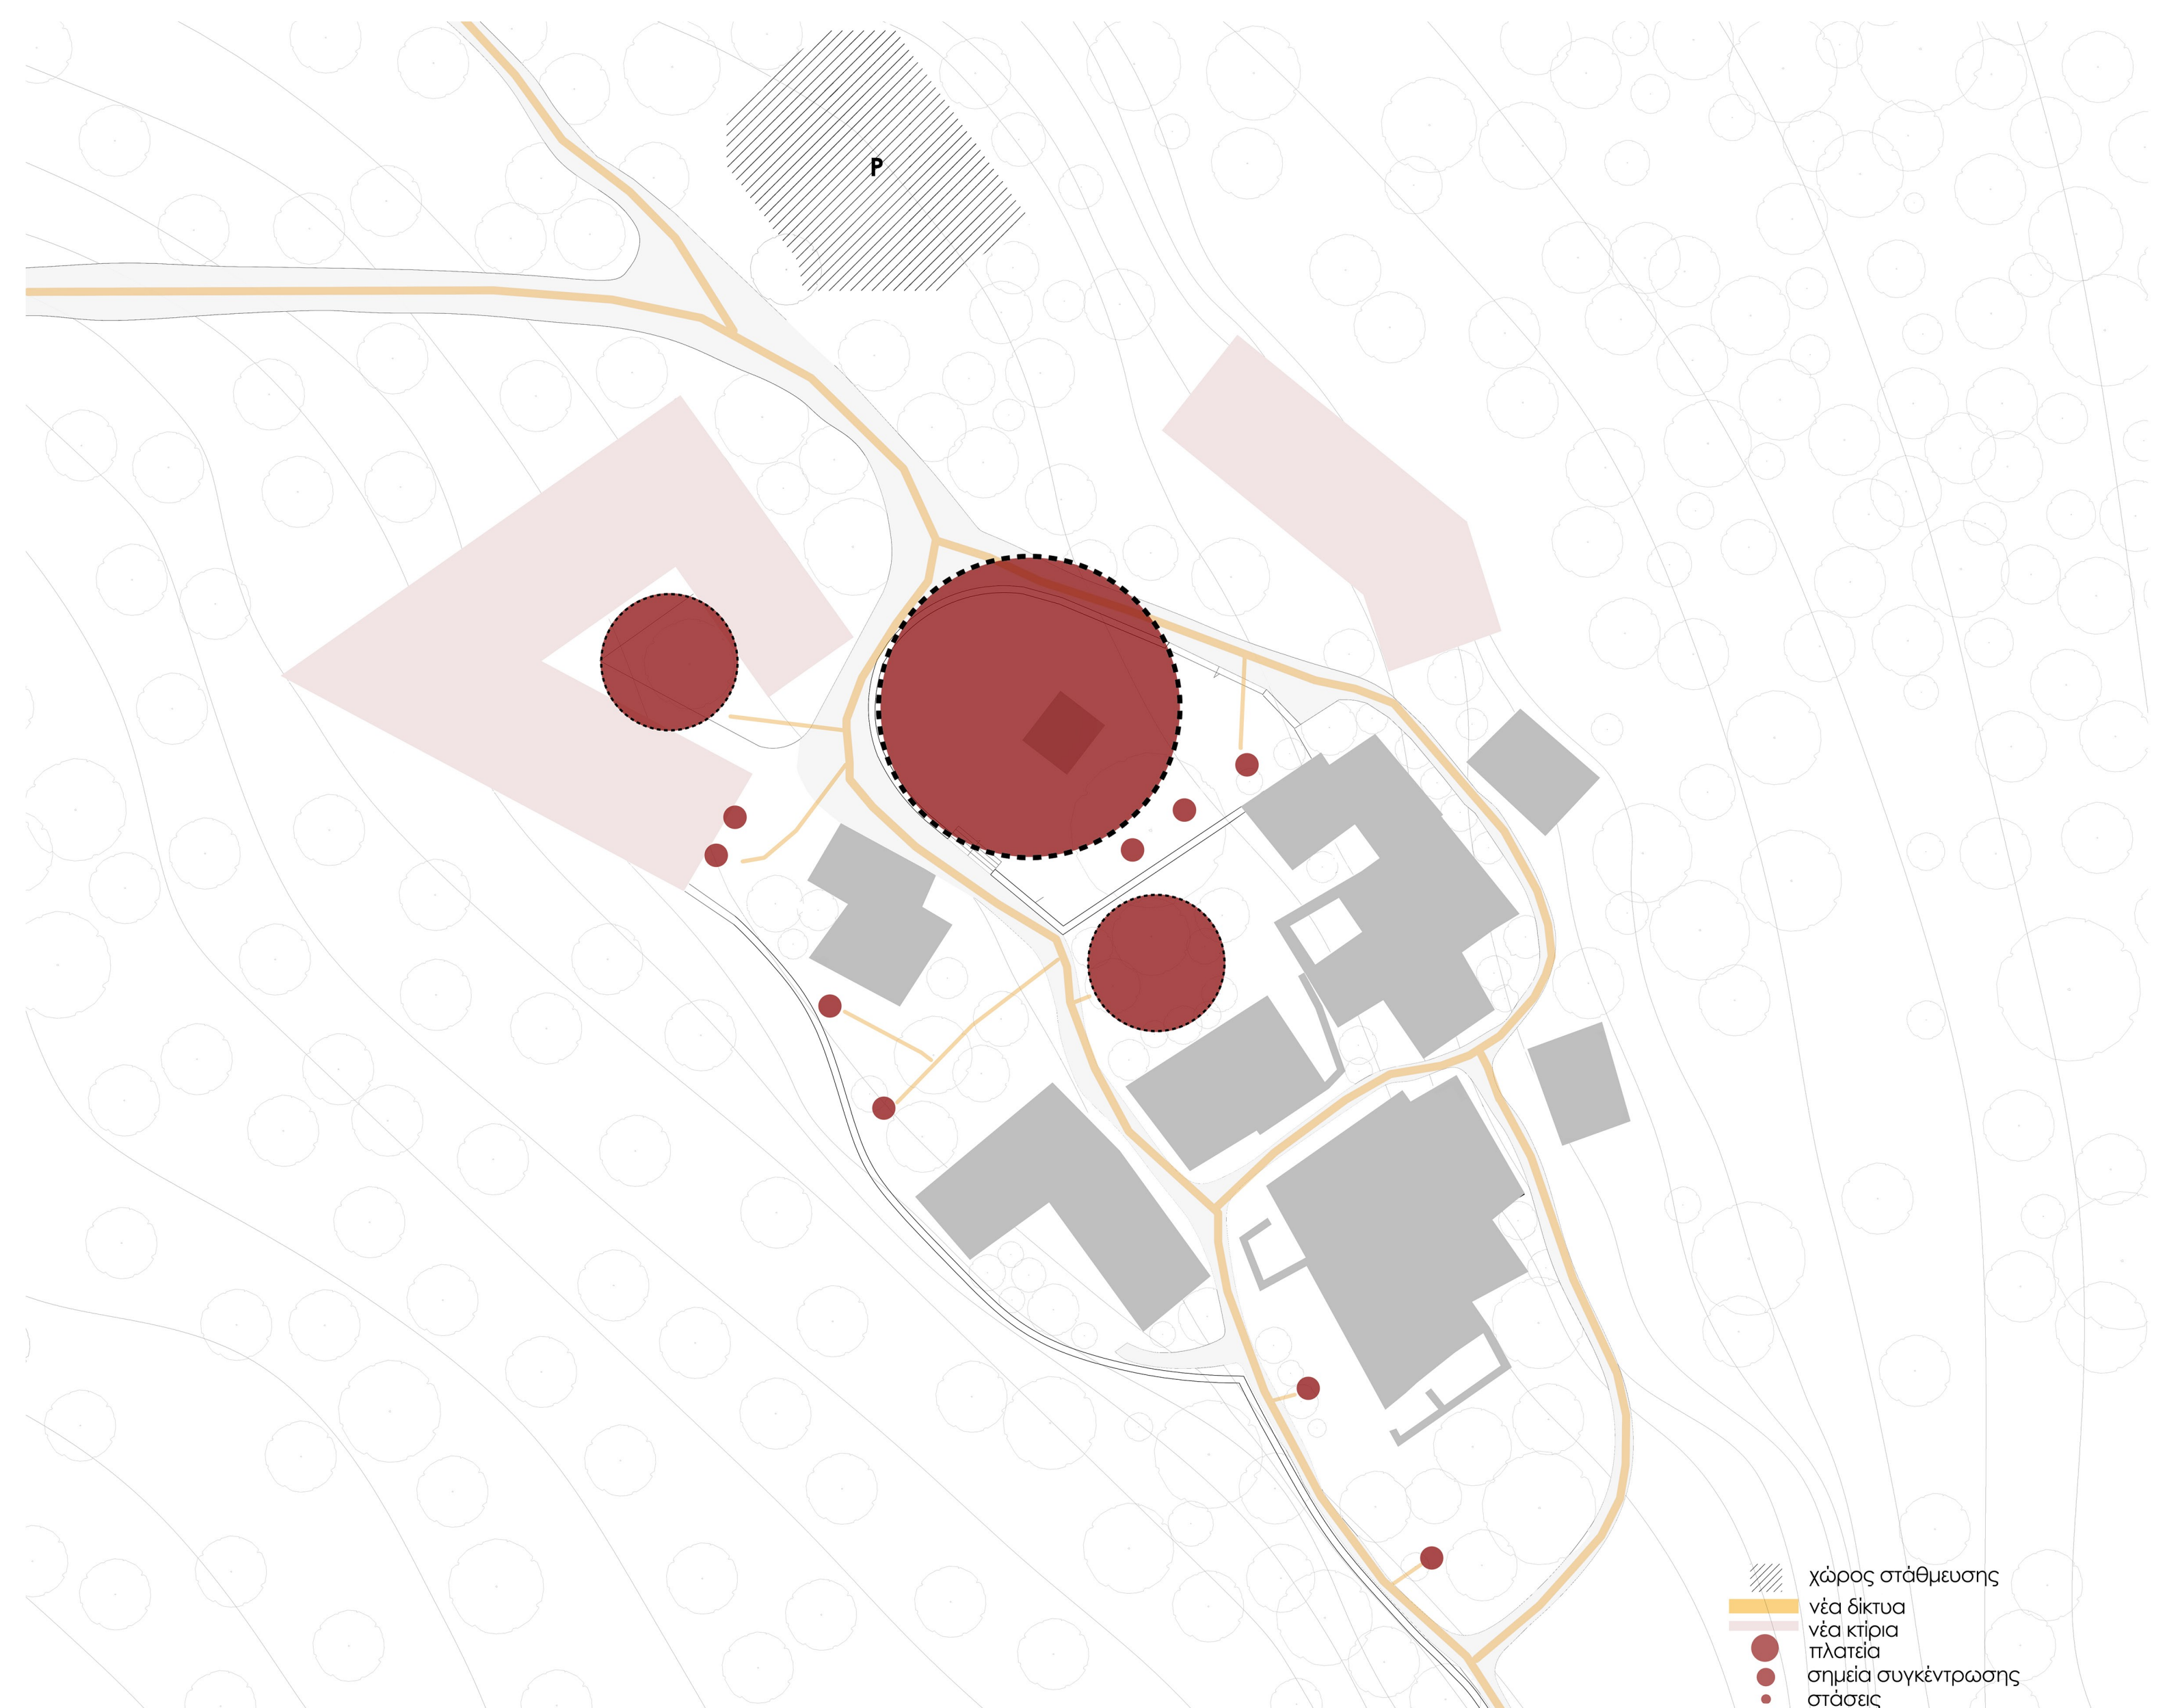 P
χώρος στάθμευσης
νέα δίκτυα
νέα κτίρια
πλατεία
σημεία συγκέντρωσης
στάσεις